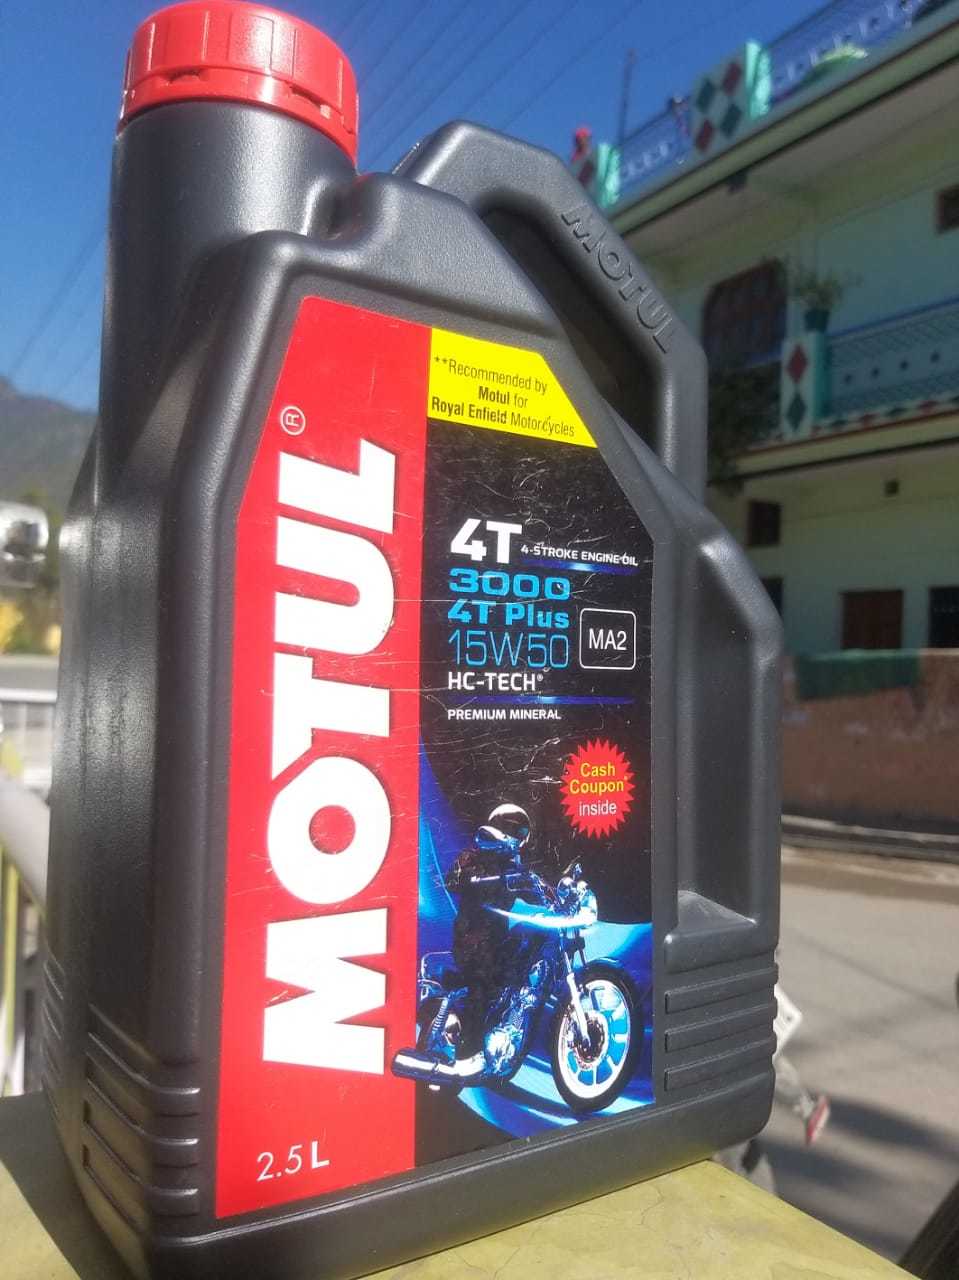 MOTUL
**Recommended by
Motul for
Royal Enfield Motorcycles
MOTUL®
4T 4-STROKE ENGINE OIL
3000
4T Plus
15W50 MA2
HC-TECH®
PREMIUM MINERAL
Cash
Coupon*
inside
2.5L